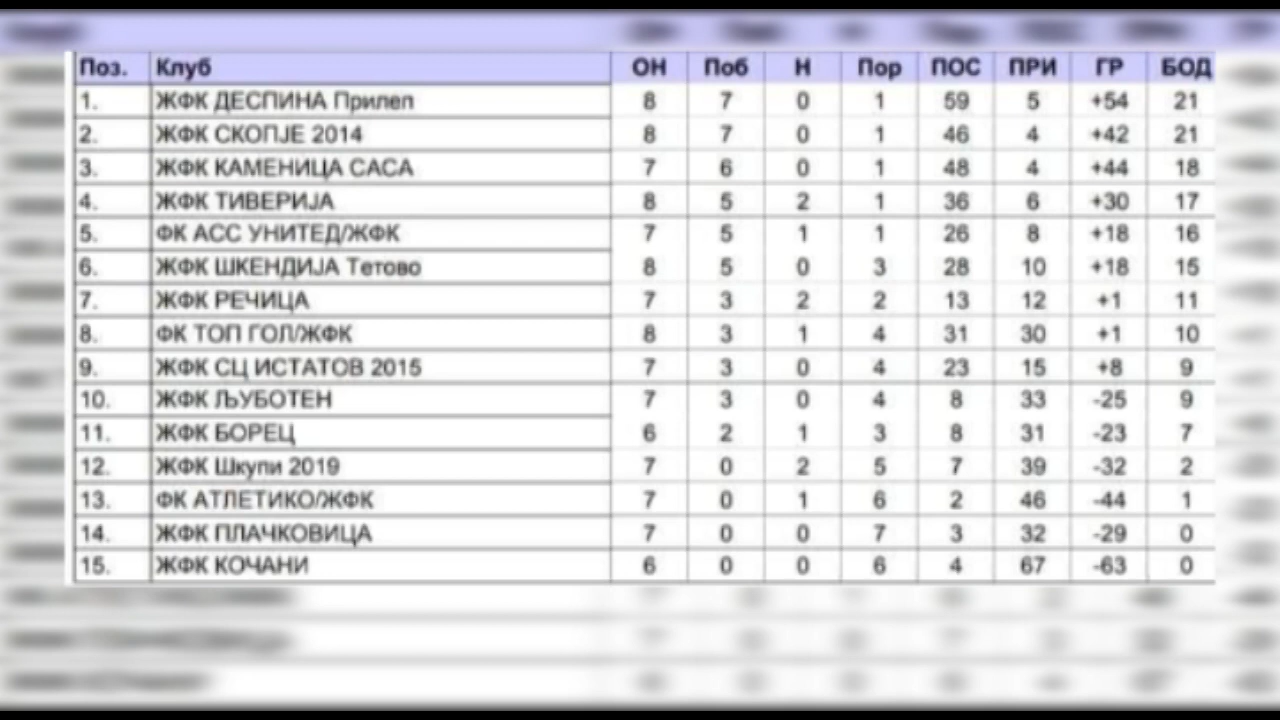 Поз. Клуб ОН Поб Н Пор ПОС ПРИ ГР БОД
1. ЖФК ДЕСПИНА Прилеп 8 7 0 1 59 5 +54 21
2. ЖФК СКОПЈЕ 2014 8 7 0 1 46 4 +42 21
3. ЖФК КАМЕНИЦА САСА 7 6 0 1 48 4 +44 18
4. ЖФК ТИВЕРИЈА 8 5 2 1 36 6 +30 17
5. ФК АСС УНИТЕД/ЖФК 7 5 1 1 26 8 +18 16
6. ЖФК ШКЕНДИЈА Тетово 8 5 0 3 28 10 +18 15
7. ЖФК РЕЧИЦА 7 3 2 2 13 12 +1 11
8. ФК ТОП ГОЛ/ЖФК 8 3 1 4 31 30 +1 10
9. ЖФК СЦ ИСТАТОВ 2015 7 3 0 4 23 15 +8 9
10. ЖФК ЉУБОТЕН 7 3 0 4 8 33 -25 9
11. ЖФК БОРЕЦ 6 2 1 3 8 31 -23 7
12. ЖФК Шкупи 2019 7 0 2 5 7 39 -32 2
13. ФК АТЛЕТИКО/ЖФК 7 0 1 6 2 46 -44 1
14. ЖФК ПЛАЧКОВИЦА 7 0 0 7 3 32 -29 0
15. ЖФК КОЧАНИ 6 0 0 6 4 67 -63 0